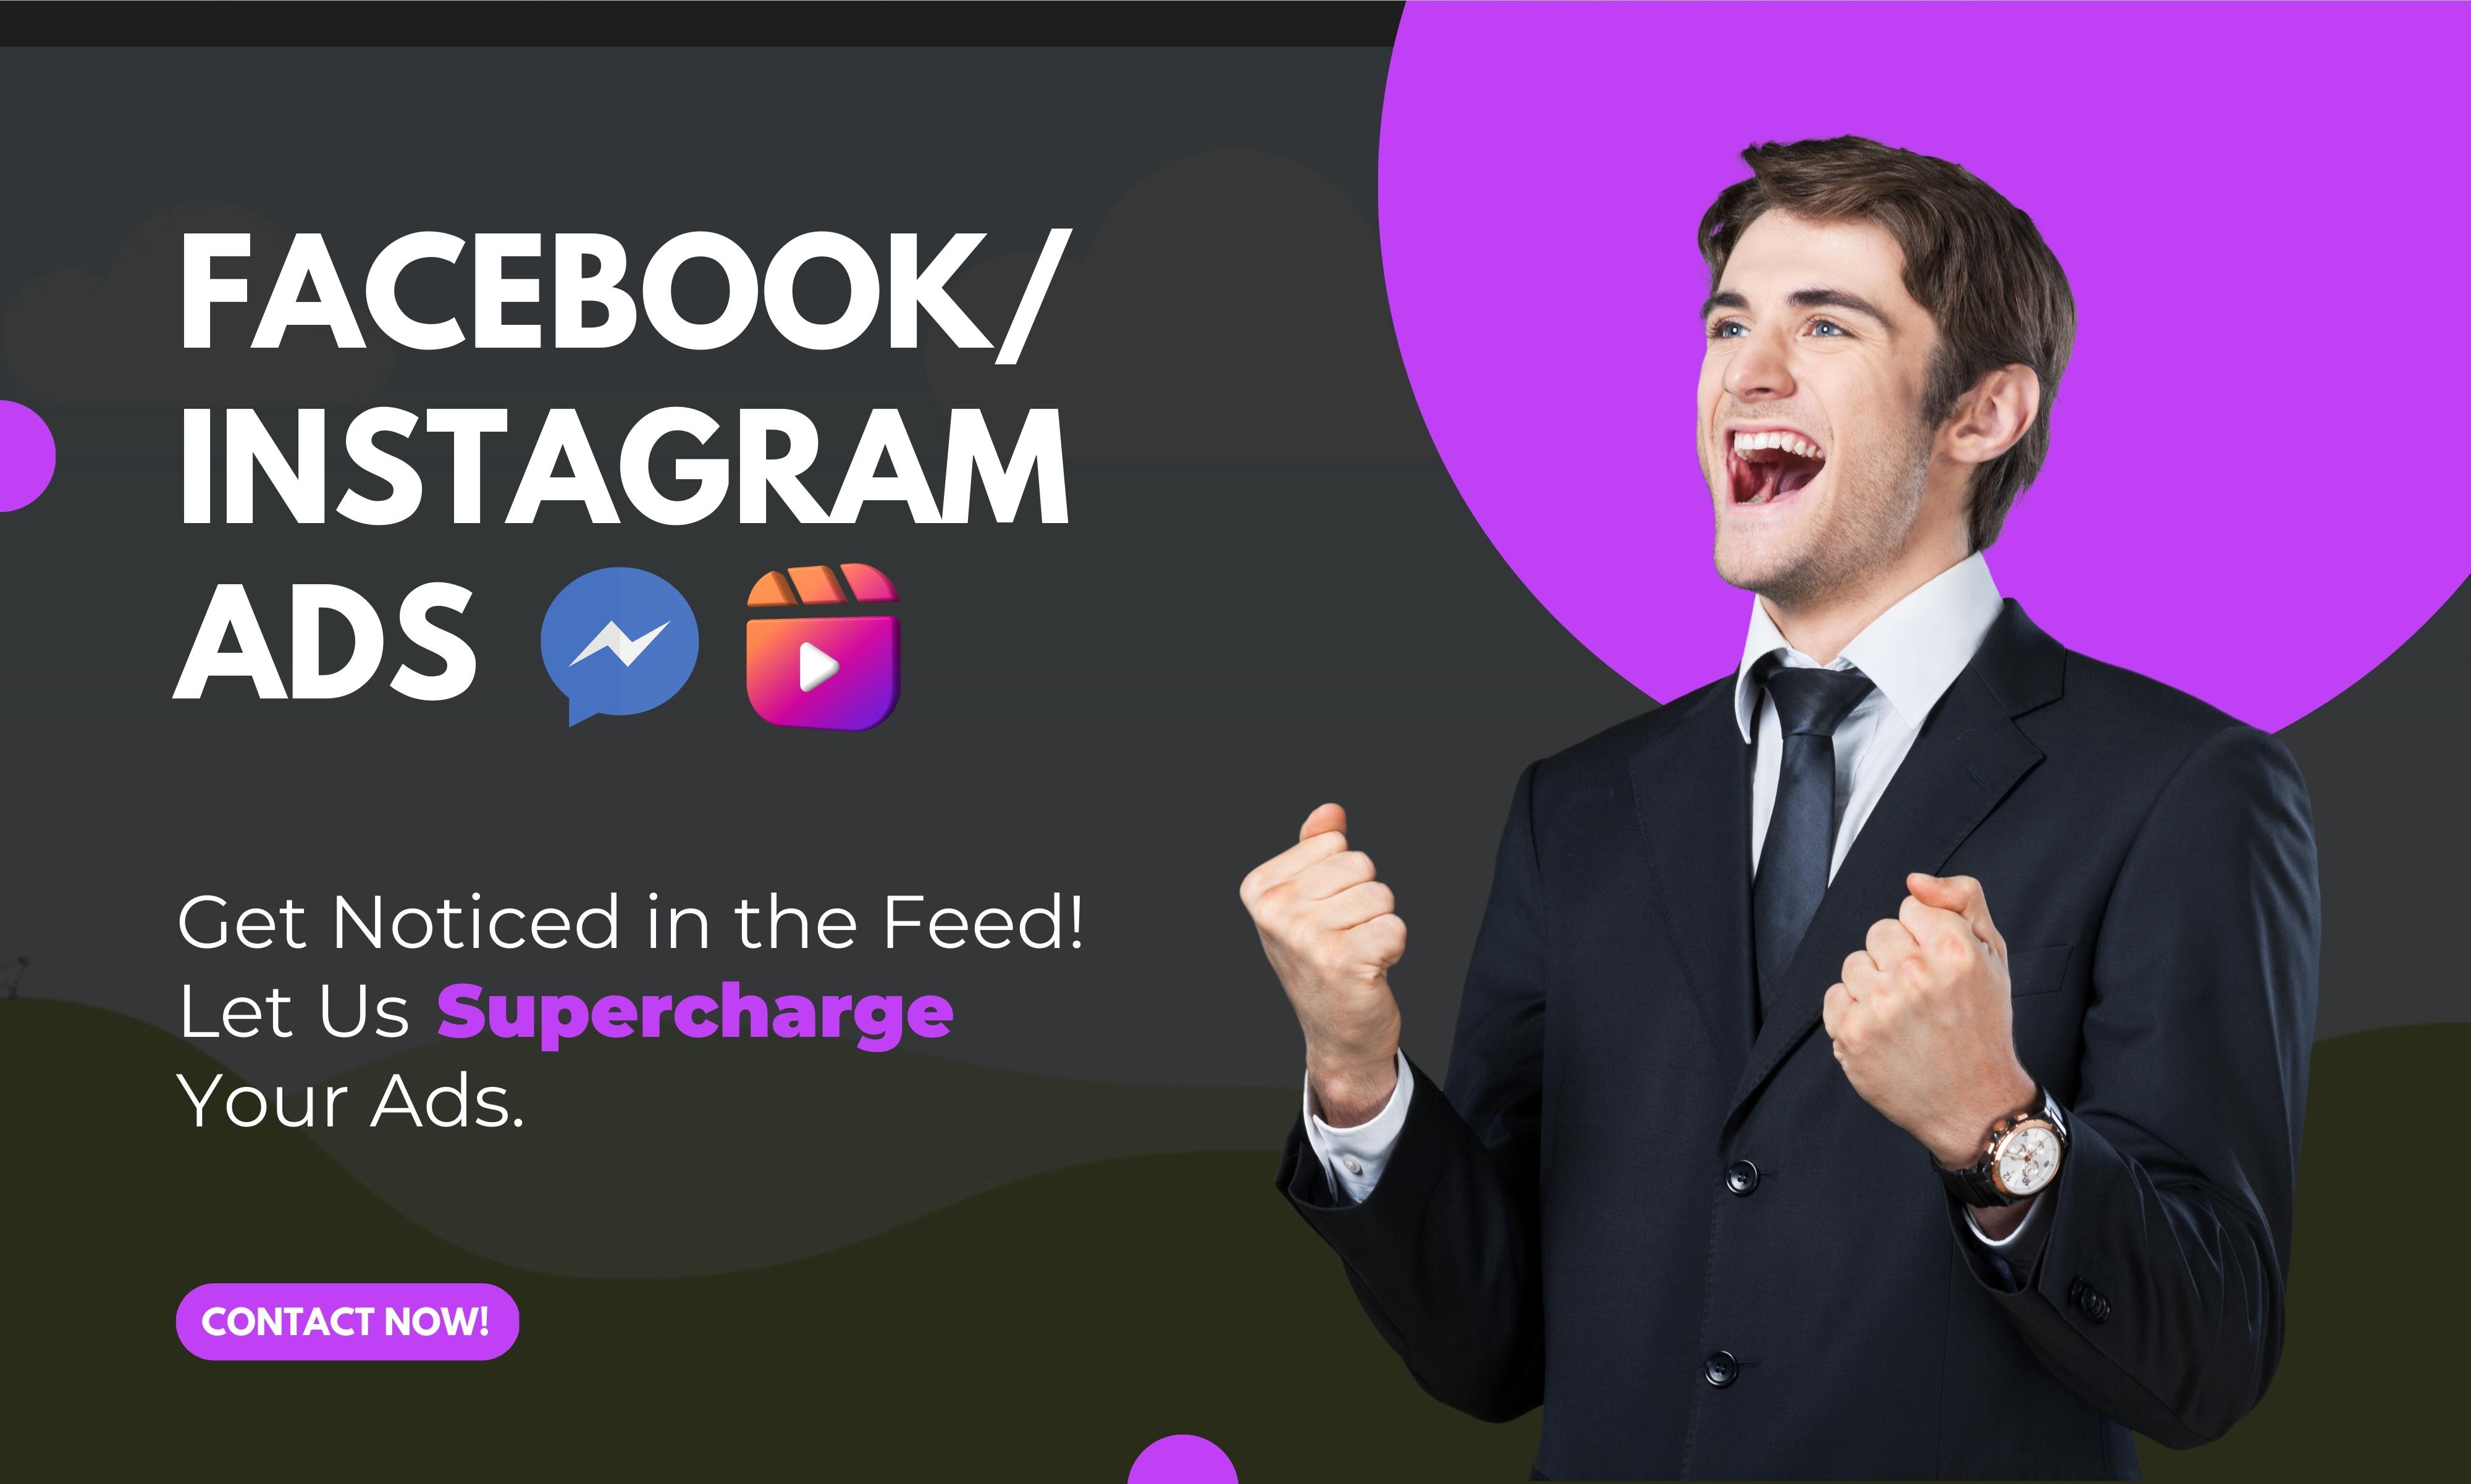 FACEBOOK/
INSTAGRAM
ADS
Get Noticed in the Feed!
Let Us Supercharge
Your Ads.
CONTACT NOW!